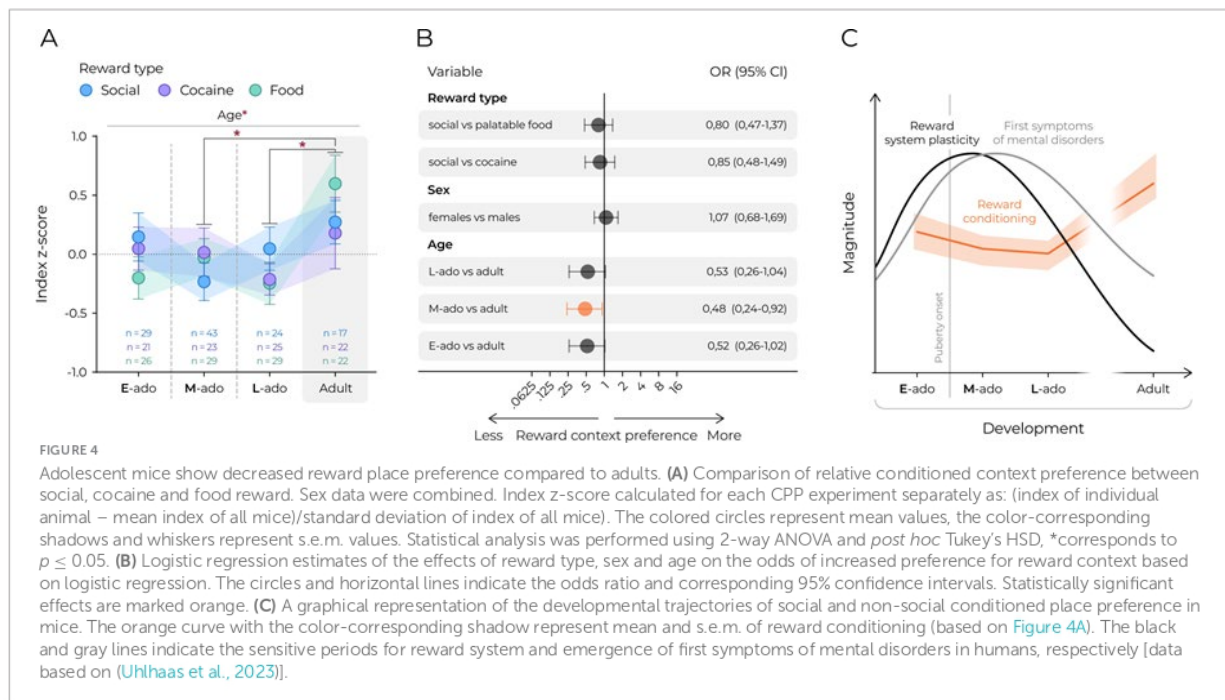 A
Reward type
Social Cocaine Food
Age*
*
*
Index z-score
1.0
0.5
0.0
-0.5
-1.0
n = 29 n = 43 n = 24 n = 17
n = 21 n = 23 n = 25 n = 22
n = 26 n = 29 n = 29 n = 22
E-ado M-ado L-ado Adult
B
Variable OR (95% CI)
Reward type
social vs palatable food 0,80 (0,47-1,37)
social vs cocaine 0,85 (0,48-1,49)
Sex
females vs males 1,07 (0,68-1,69)
Age
L-ado vs adult 0,53 (0,26-1,04)
M-ado vs adult 0,48 (0,24-0,92)
E-ado vs adult 0,52 (0,26-1,02)
.0625 .125 .25 .5 1 2 4 8 16
Less Reward context preference More
C
Reward
system plasticity
First symptoms
of mental disorders
Reward
conditioning
Magnitude
Puberty onset
E-ado M-ado L-ado Adult
Development
FIGURE 4
Adolescent mice show decreased reward place preference compared to adults. (A) Comparison of relative conditioned context preference between
social, cocaine and food reward. Sex data were combined. Index z-score calculated for each CPP experiment separately as: (index of individual
animal – mean index of all mice)/standard deviation of index of all mice). The colored circles represent mean values, the color-corresponding
shadows and whiskers represent s.e.m. values. Statistical analysis was performed using 2-way ANOVA and post hoc Tukey's HSD, *corresponds to
p ≤ 0.05. (B) Logistic regression estimates of the effects of reward type, sex and age on the odds of increased preference for reward context based
on logistic regression. The circles and horizontal lines indicate the odds ratio and corresponding 95% confidence intervals. Statistically significant
effects are marked orange. (C) A graphical representation of the developmental trajectories of social and non-social conditioned place preference in
mice. The orange curve with the color-corresponding shadow represent mean and s.e.m. of reward conditioning (based on Figure 4A). The black
and gray lines indicate the sensitive periods for reward system and emergence of first symptoms of mental disorders in humans, respectively [data
based on (Uhlhaas et al., 2023)].